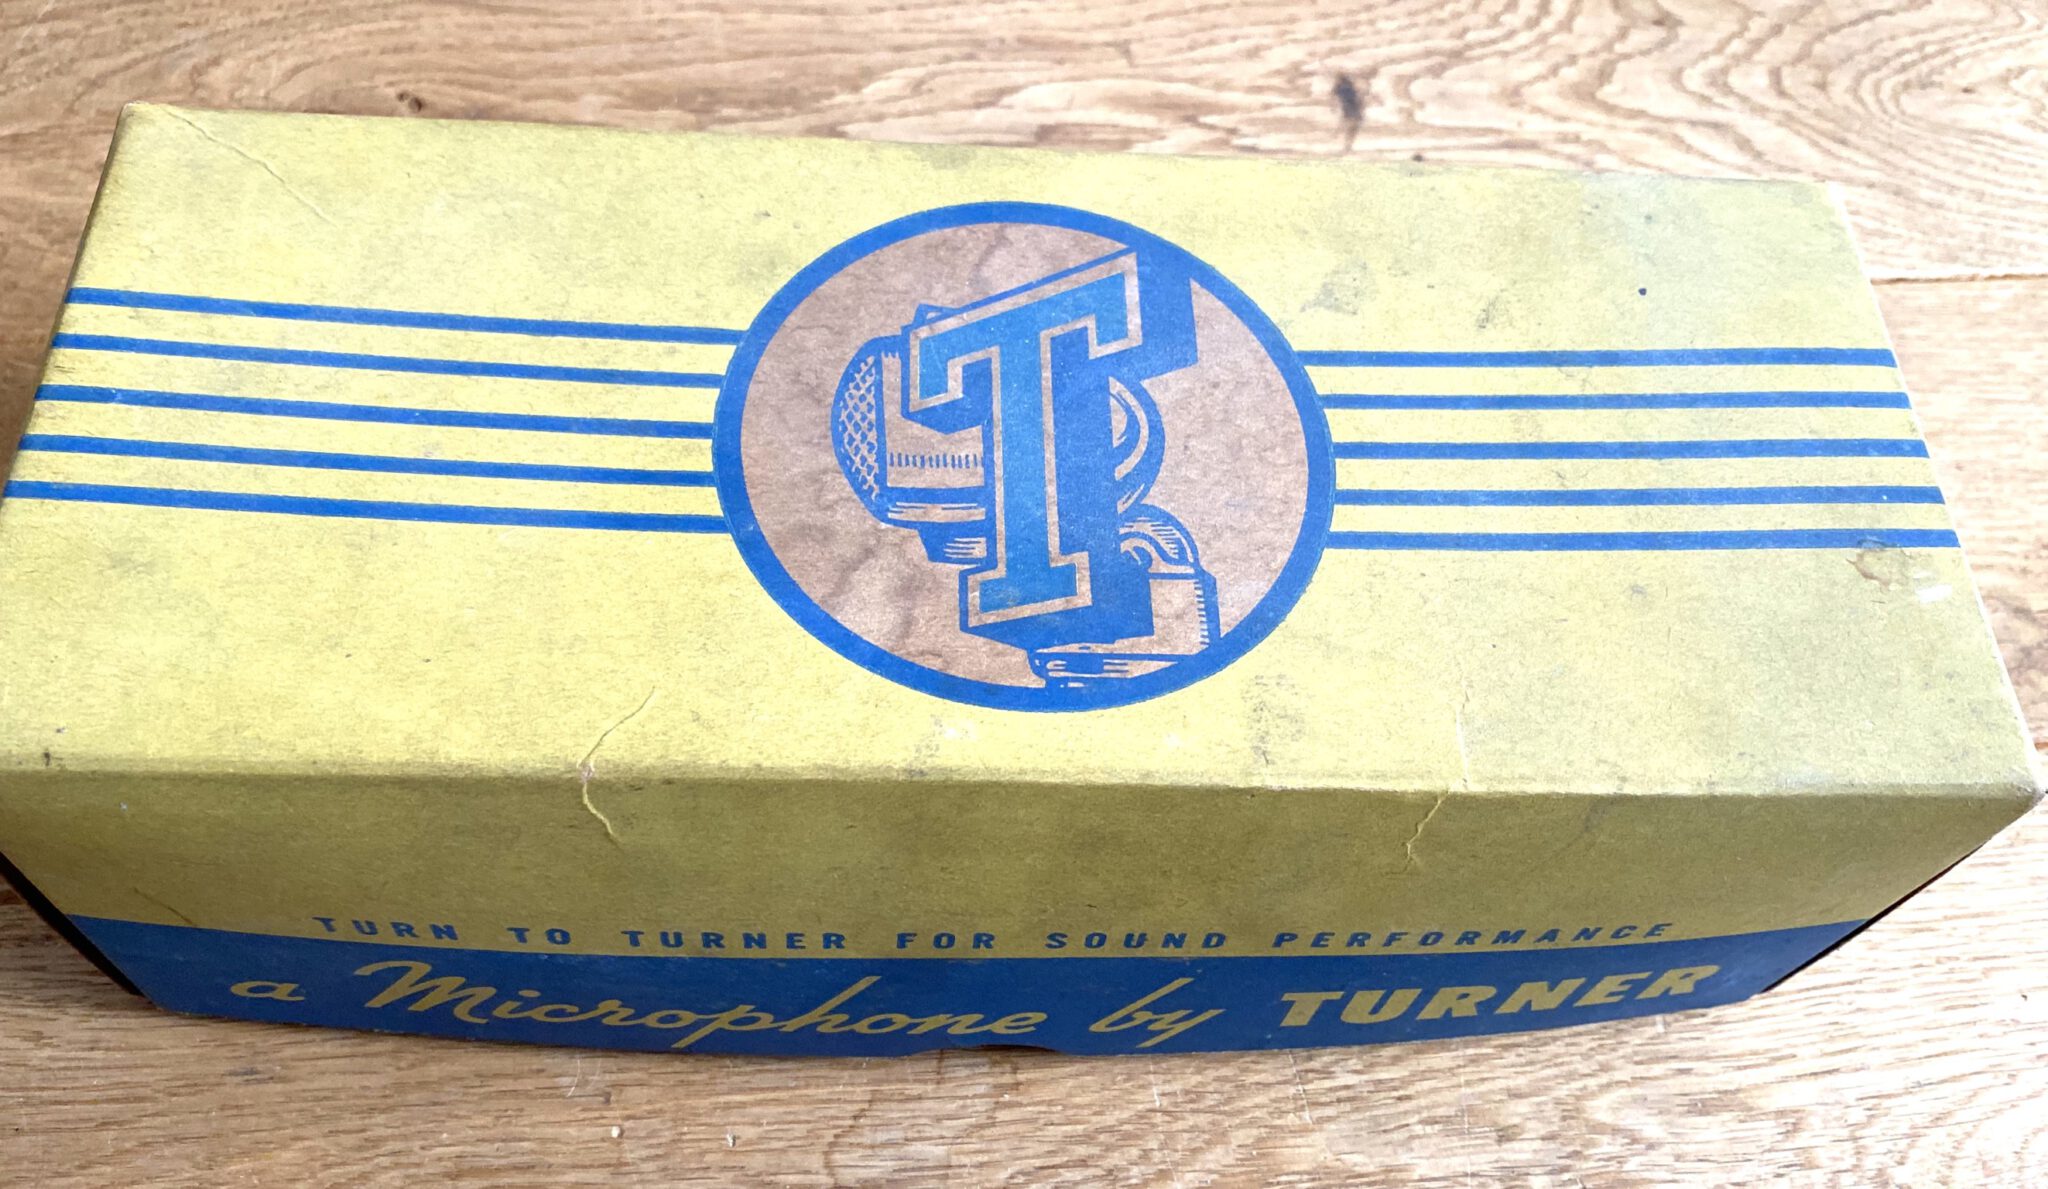 T
TURN TO TURNER FOR SOUND PERFORMANCE
a Microphone by TURNER